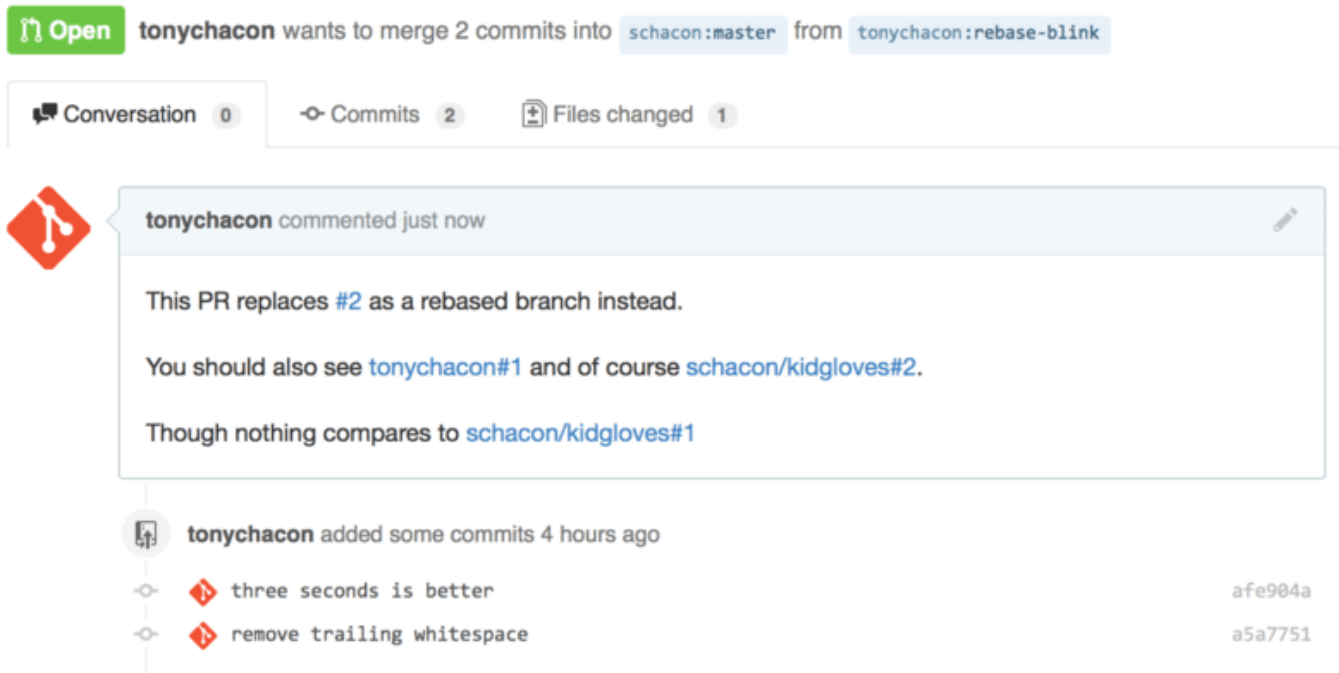 Open tonychacon wants to merge 2 commits into schacon:master from tonychacon:rebase-blink
Conversation 0 Commits 2 Files changed 1
tonychacon commented just now
This PR replaces #2 as a rebased branch instead.
You should also see tonychacon#1 and of course schacon/kidgloves#2.
Though nothing compares to schacon/kidgloves#1
tonychacon added some commits 4 hours ago
three seconds is better afe904a
remove trailing whitespace a5a7751